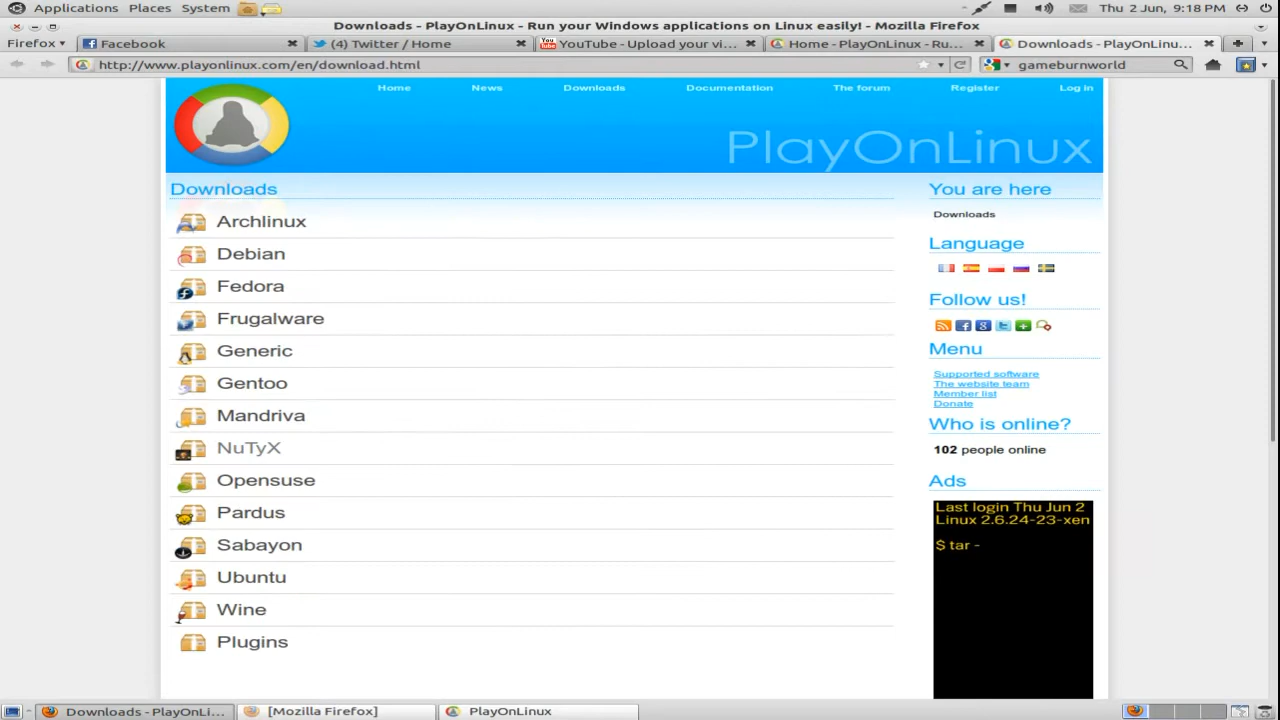 Applications Places System
Thu 2 Jun, 9:18 PM
Downloads - PlayOnLinux - Run your Windows applications on Linux easily! - Mozilla Firefox
Firefox
Facebook
(4) Twitter / Home
YouTube - Upload your vi...
Home - PlayOnLinux - Ru...
Downloads - PlayOnLinu...
http://www.playonlinux.com/en/download.html
gameburnworld
Home News Downloads Documentation The forum Register Log in
PlayOnLinux
Downloads
Archlinux
Debian
Fedora
Frugalware
Generic
Gentoo
Mandriva
NuTyX
Opensuse
Pardus
Sabayon
Ubuntu
Wine
Plugins
You are here
Downloads
Language
Follow us!
Menu
Supported software
The website team
Member list
Donate
Who is online?
102 people online
Ads
Last login Thu Jun 2
Linux 2.6.24-23-xen
$ tar -
Downloads - PlayOnLi...
[Mozilla Firefox]
PlayOnLinux